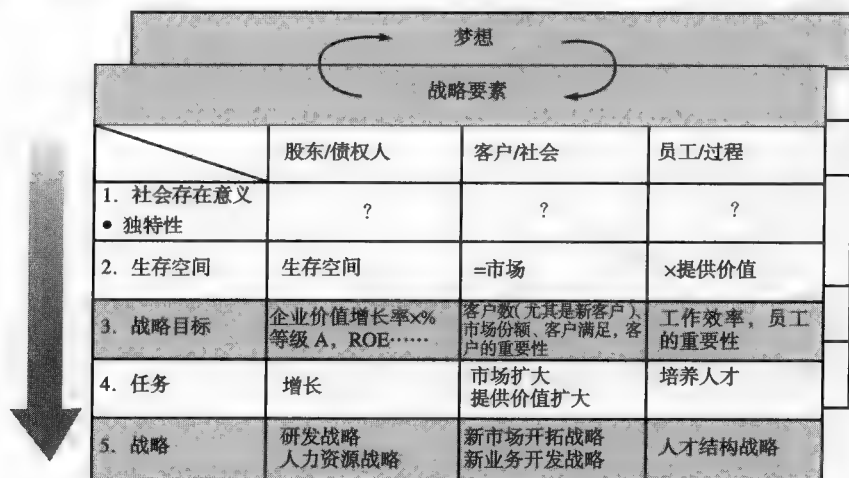 梦想
战略要素
股东/债权人
客户/社会
员工/过程
1. 社会存在意义
• 独特性
?
?
?
2. 生存空间
生存空间
=市场
×提供价值
3. 战略目标
企业价值增长率×%
等级 A, ROE……
客户数(尤其是新客户)、
市场份额、客户满足, 客
户的重要性
工作效率, 员工
的重要性
4. 任务
增长
市场扩大
提供价值扩大
培养人才
5. 战略
研发战略
人力资源战略
新市场开拓战略
新业务开发战略
人才结构战略